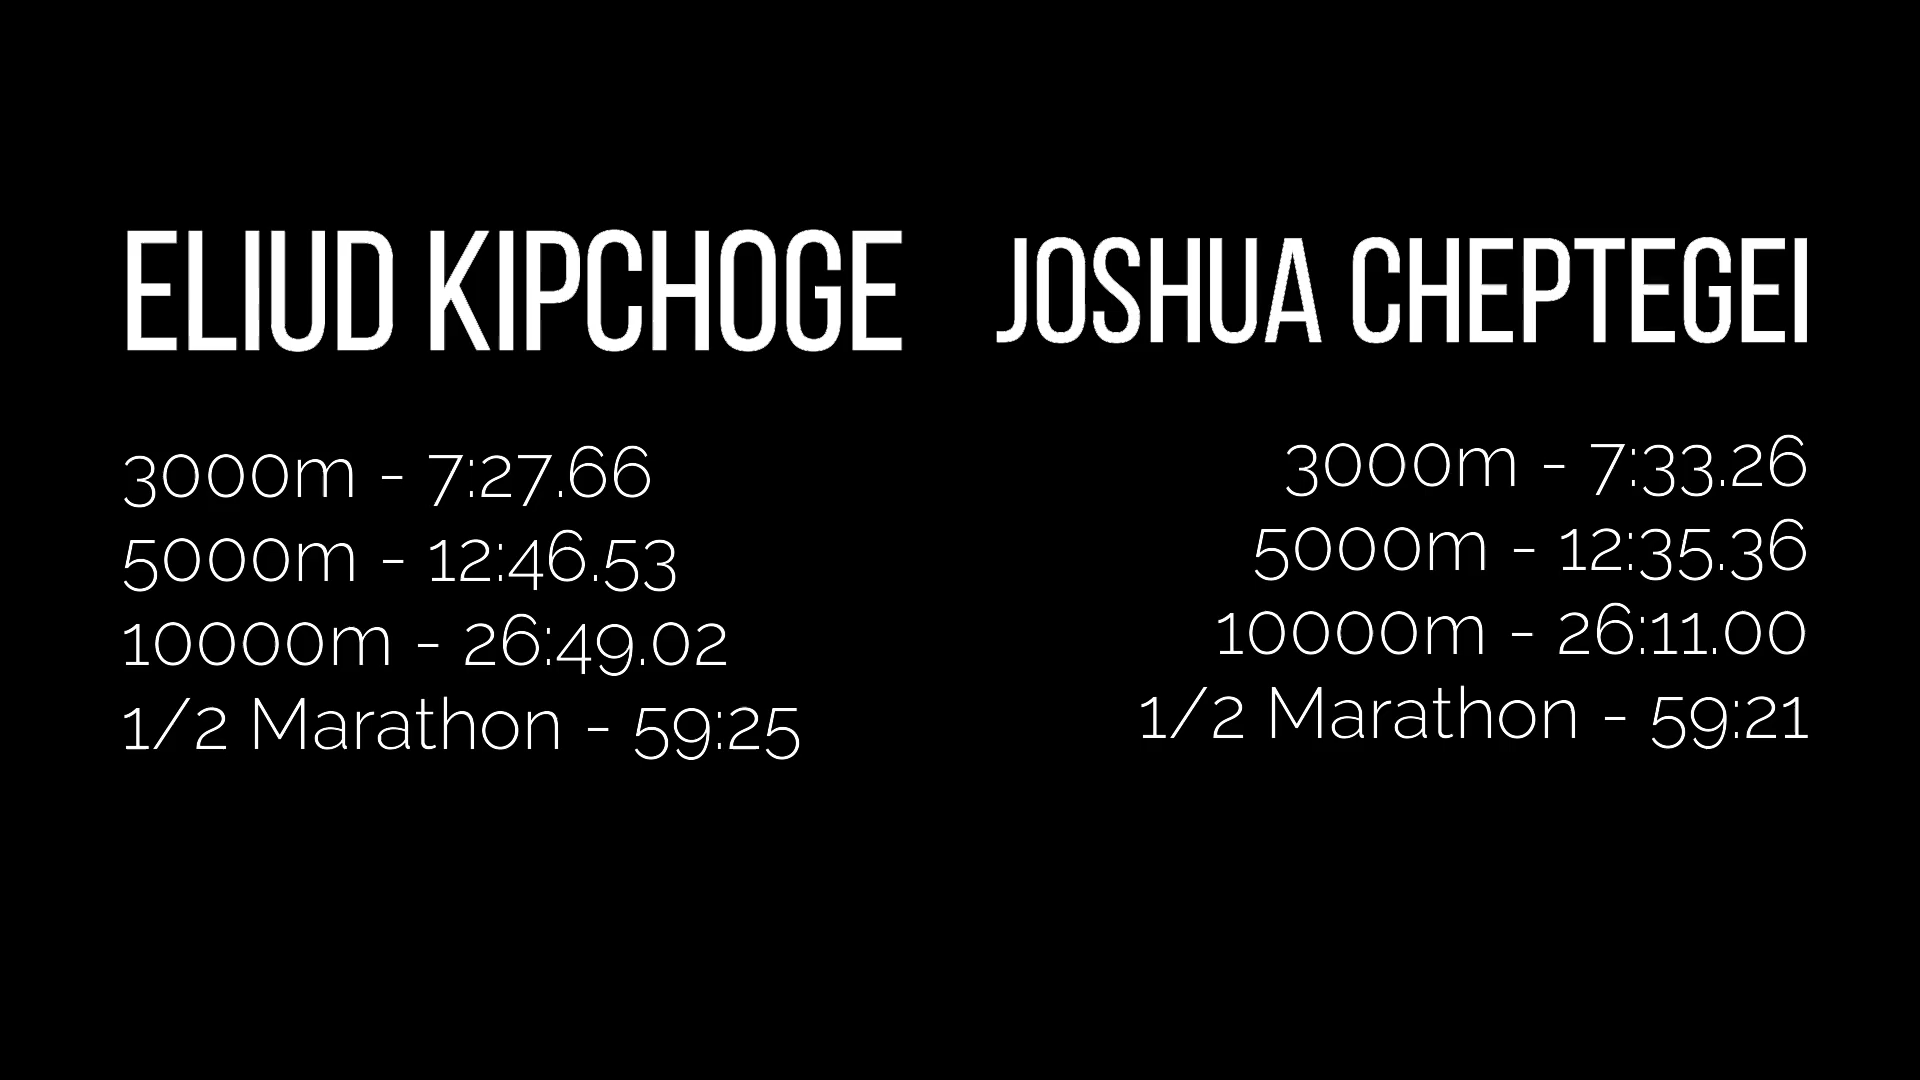 ELIUD KIPCHOGE
3000m - 7:27.66
5000m - 12:46.53
10000m - 26:49.02
1/2 Marathon - 59:25
JOSHUA CHEPTEGEI
3000m - 7:33.26
5000m - 12:35.36
10000m - 26:11.00
1/2 Marathon - 59:21